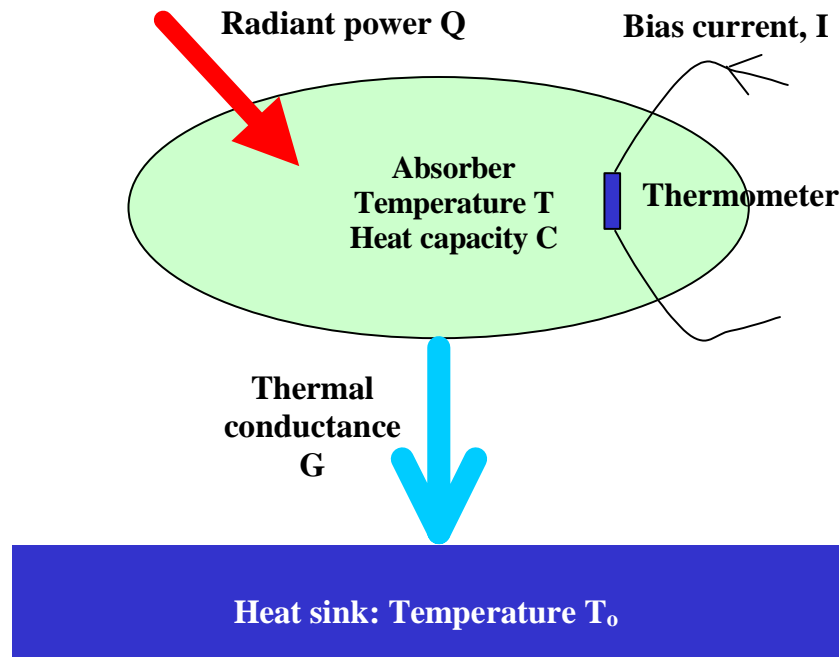 Radiant power Q
Bias current, I
Absorber
Temperature T
Heat capacity C
Thermometer
Thermal
conductance
G
Heat sink: Temperature Tₒ